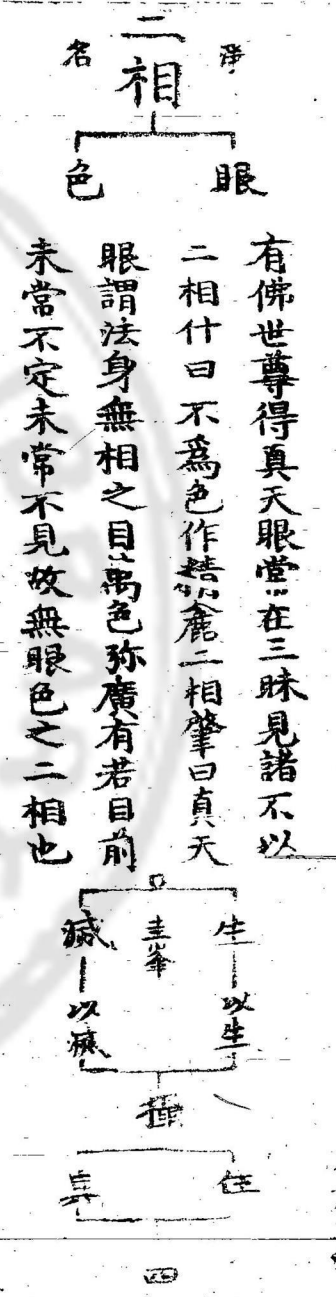 二相
淨
名
眼
色
有佛世尊得真天眼常在三昧見諸不以
二相什曰不為色作精麁二相肇曰真天
眼謂法身無相之目萬色弥廣有若目前
未常不定未常不見故無眼色之二相也
生
以生
圭峯
滅
以滅
住
四